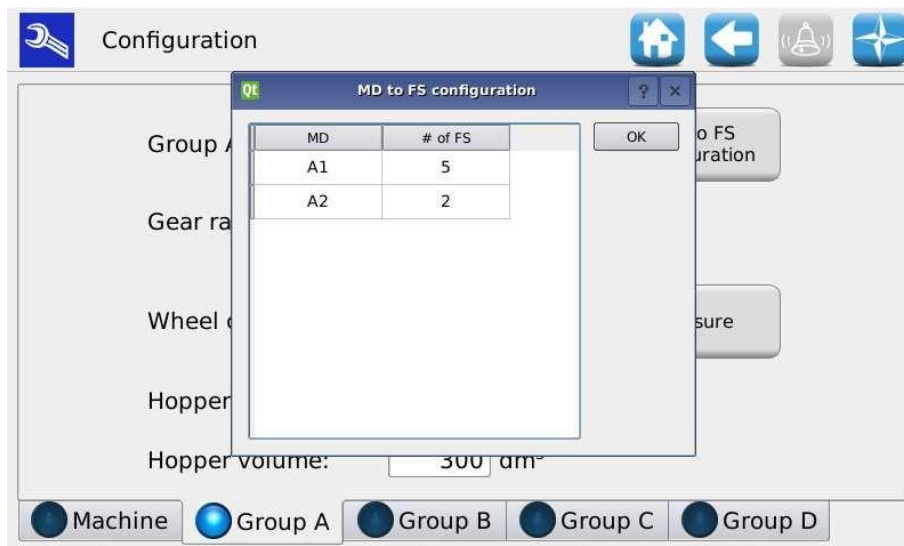 Configuration
Qt MD to FS configuration ? ×
MD # of FS OK
A1 5
A2 2
Group A
o FS
uration
Gear ra
Wheel
sure
Hopper
Hopper volume: 300 dm³
Machine Group A Group B Group C Group D